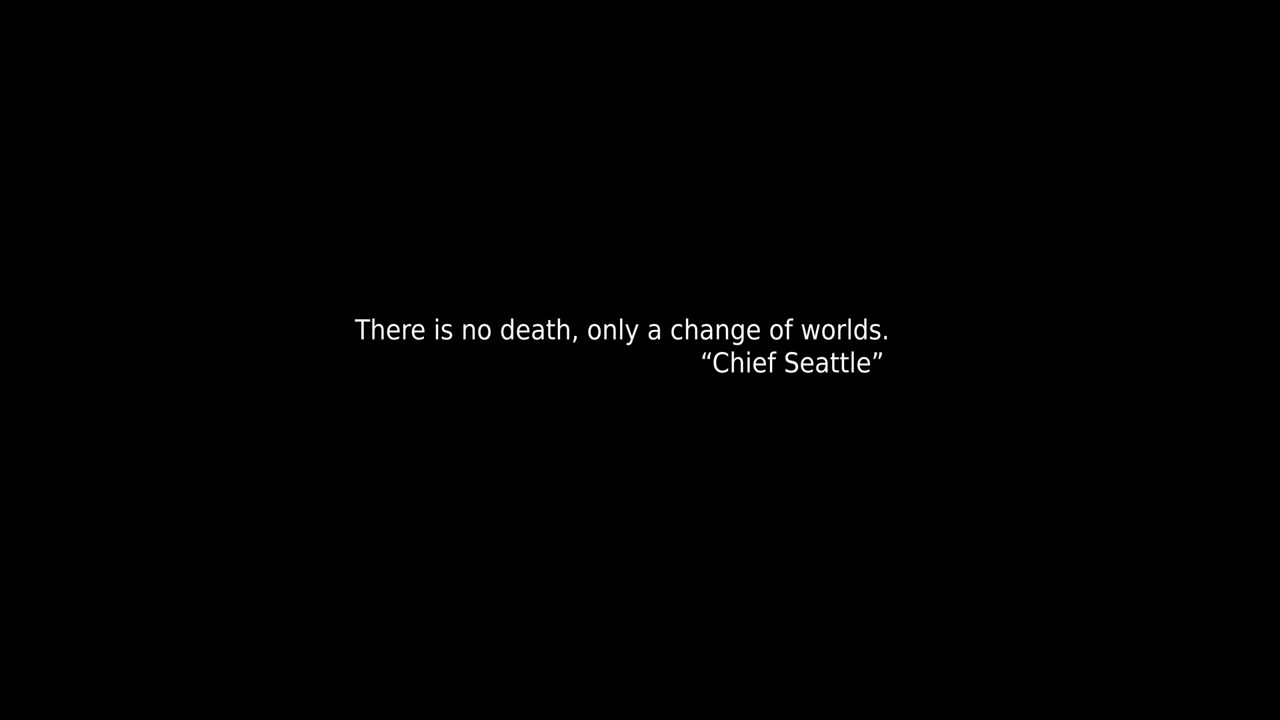 There is no death, only a change of worlds.
“Chief Seattle”